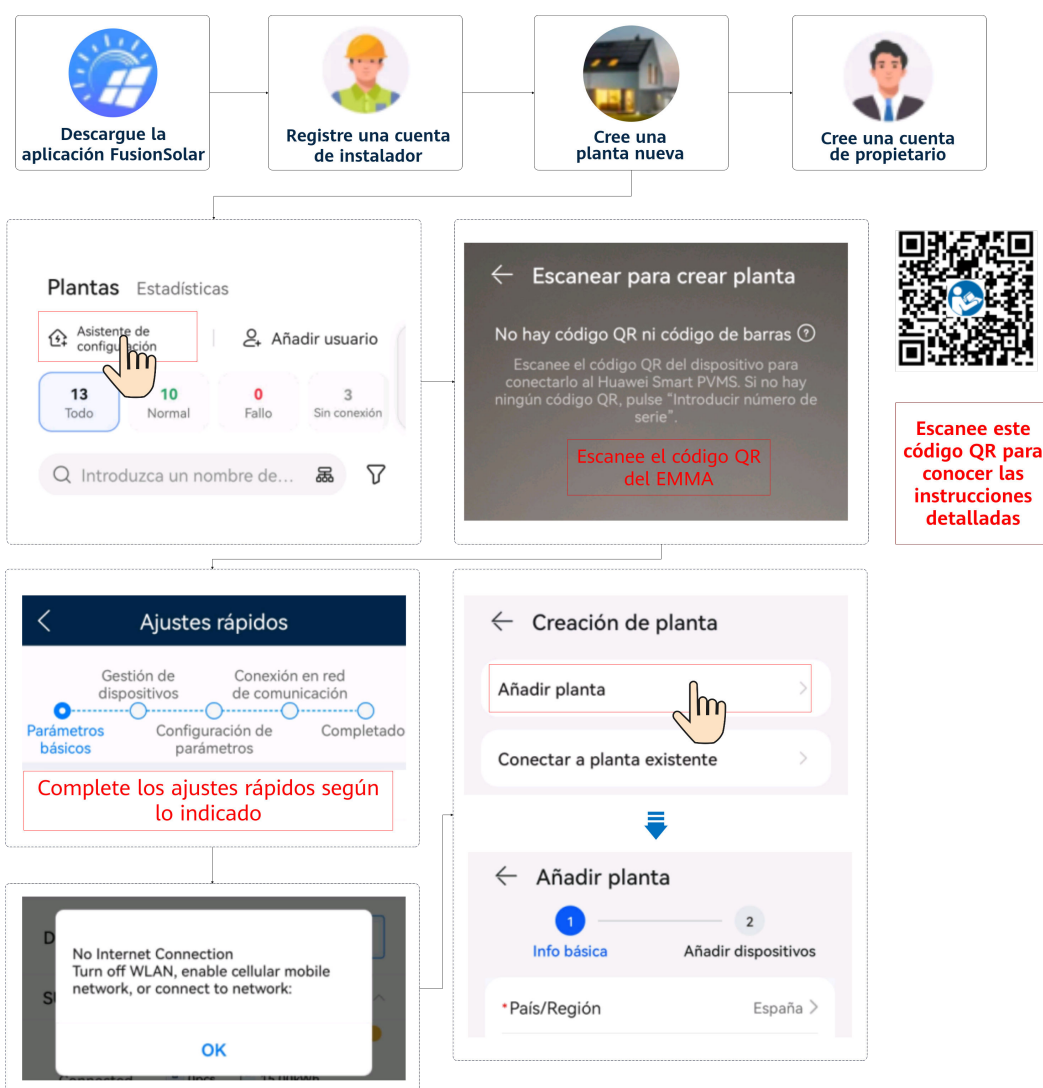 Descargue la
aplicación FusionSolar
Registre una cuenta
de instalador
Cree una
planta nueva
Cree una cuenta
de propietario
Plantas Estadísticas
Asistente de
configuración
Añadir usuario
13
Todo
10
Normal
0
Fallo
3
Sin conexión
Introduzca un nombre de...
Escanear para crear planta
No hay código QR ni código de barras
Escanee el código QR del dispositivo para
conectarlo al Huawei Smart PVMS. Si no hay
ningún código QR, pulse "Introducir número de
serie".
Escanee el código QR
del EMMA
Escanee este
código QR para
conocer las
instrucciones
detalladas
Ajustes rápidos
Gestión de
dispositivos
Conexión en red
de comunicación
Parámetros
básicos
Configuración de
parámetros
Completado
Complete los ajustes rápidos según
lo indicado
No Internet Connection
Turn off WLAN, enable cellular mobile
network, or connect to network:
OK
Creación de planta
Añadir planta
Conectar a planta existente
Añadir planta
1
Info básica
2
Añadir dispositivos
*País/Región
España